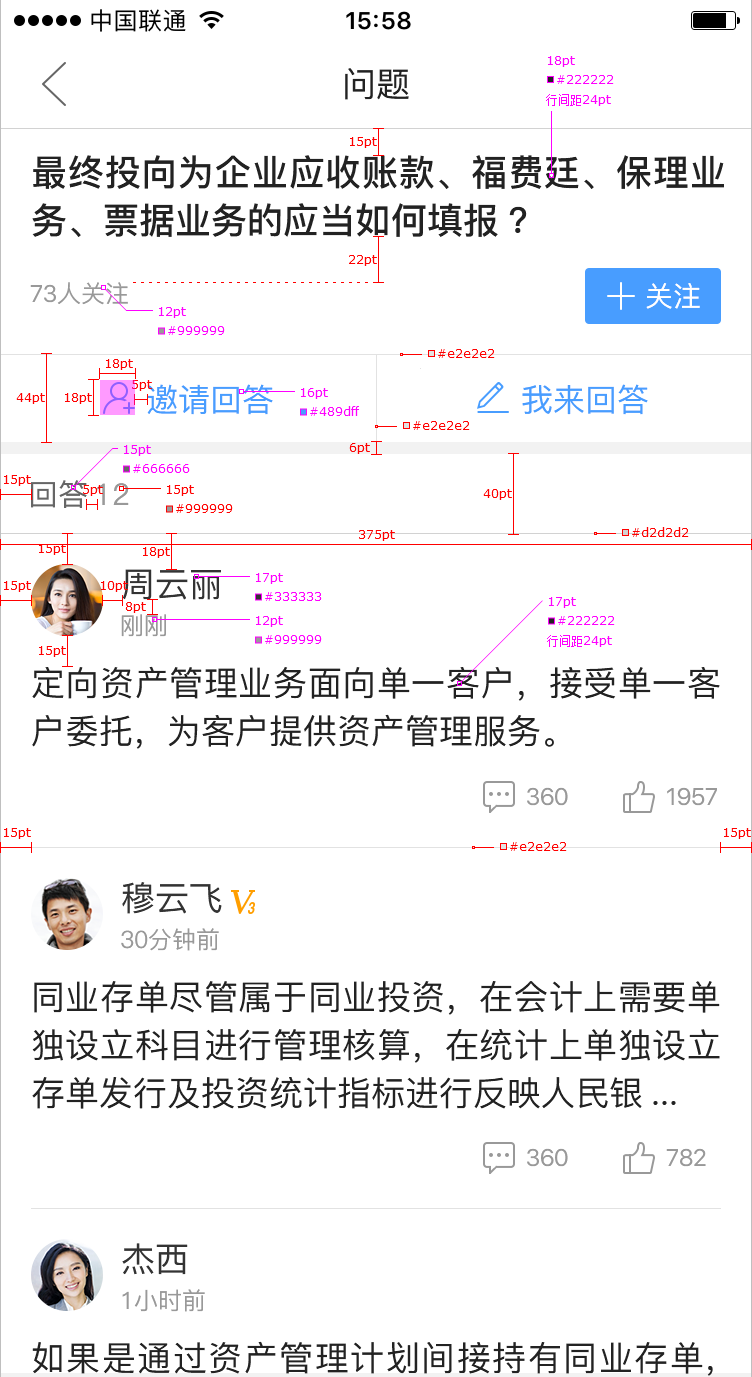 中国联通 15:58
问题
18pt
#222222
行间距24pt
15pt
最终投向为企业应收账款、福费廷、保理业
务、票据业务的应当如何填报？
22pt
73人关注
关注
12pt
#999999
#e2e2e2
18pt
44pt
18pt
5pt
邀请回答
16pt
#489dff
我来回答
#e2e2e2
6pt
15pt
#666666
15pt
回答
5pt
12
15pt
#999999
40pt
#d2d2d2
375pt
15pt
18pt
15pt
10pt
周云丽
17pt
#333333
8pt
刚刚
12pt
#999999
17pt
#222222
行间距24pt
15pt
定向资产管理业务面向单一客户，接受单一客
户委托，为客户提供资产管理服务。
360 1957
15pt
15pt
#e2e2e2
穆云飞 V3
30分钟前
同业存单尽管属于同业投资，在会计上需要单
独设立科目进行管理核算，在统计上单独设立
存单发行及投资统计指标进行反映人民银 ...
360 782
杰西
1小时前
如果是通过资产管理计划间接持有同业存单，